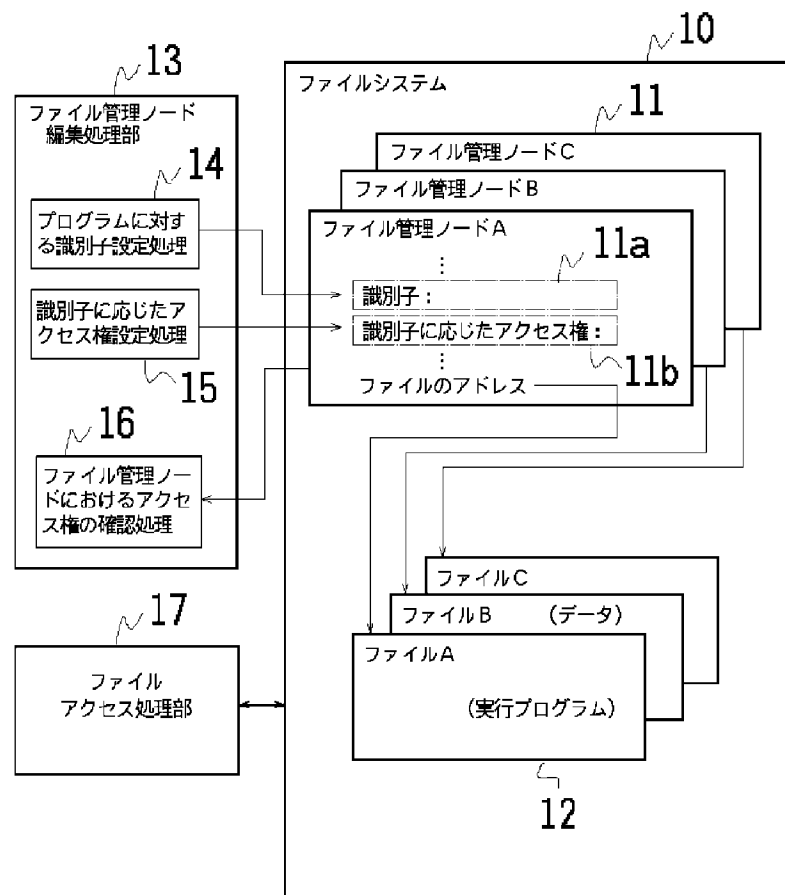 10
13
ファイルシステム
ファイル管理ノード
編集処理部
11
ファイル管理ノードC
14
ファイル管理ノードB
プログラムに対す
る識別子設定処理
ファイル管理ノードA
⋮
11a
識別子：
識別子に応じたア
クセス権設定処理
識別子に応じたアクセス権：
⋮
11b
15
ファイルのアドレス
16
ファイル管理ノー
ドにおけるアクセ
ス権の確認処理
ファイルC
17
ファイルB （データ）
ファイルA
ファイル
アクセス処理部
（実行プログラム）
12